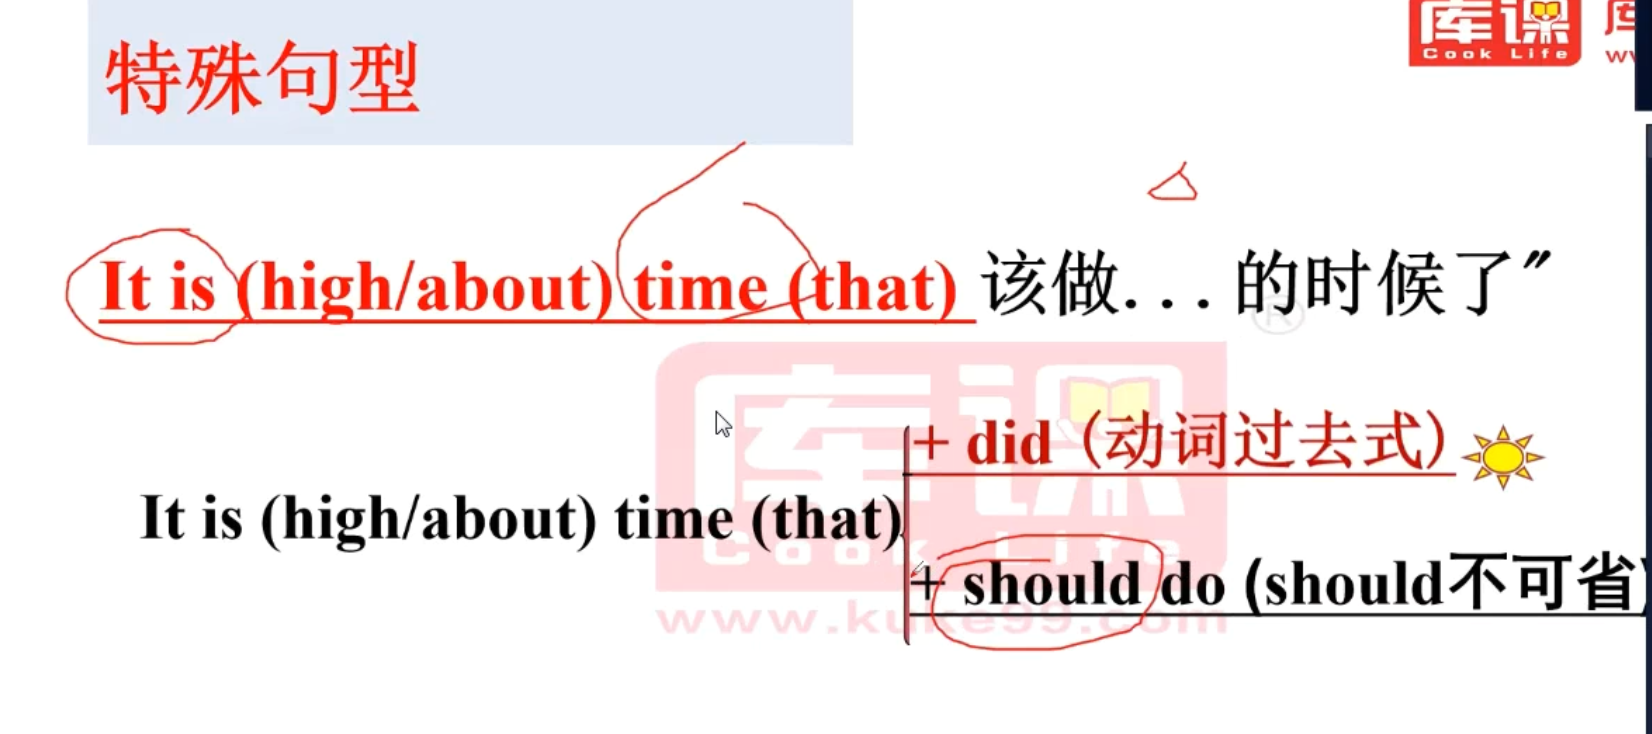 库课
Cook Life
特殊句型
It is (high/about) time (that) 该做...的时候了"
+ did (动词过去式)
It is (high/about) time (that)
+ should do (should不可省)
库课
Cook Life
www.kuke99.com